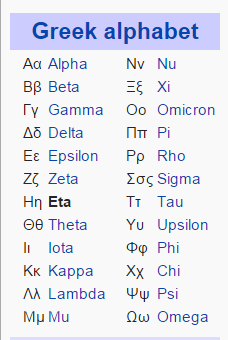 Greek alphabet
Αα Alpha Νν Nu
Ββ Beta Ξξ Xi
Γγ Gamma Οο Omicron
Δδ Delta Ππ Pi
Εε Epsilon Ρρ Rho
Ζζ Zeta Σσς Sigma
Ηη Eta Ττ Tau
Θθ Theta Υυ Upsilon
Ιι Iota Φφ Phi
Κκ Kappa Χχ Chi
Λλ Lambda Ψψ Psi
Μμ Mu Ωω Omega